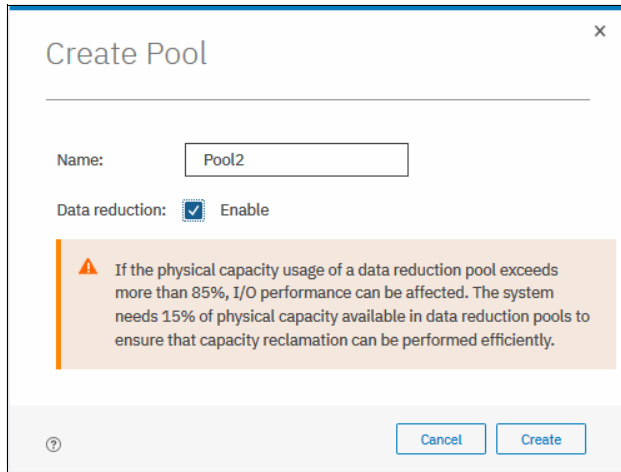 Create Pool
Name: Pool2
Data reduction: Enable
If the physical capacity usage of a data reduction pool exceeds
more than 85%, I/O performance can be affected. The system
needs 15% of physical capacity available in data reduction pools to
ensure that capacity reclamation can be performed efficiently.
Cancel Create